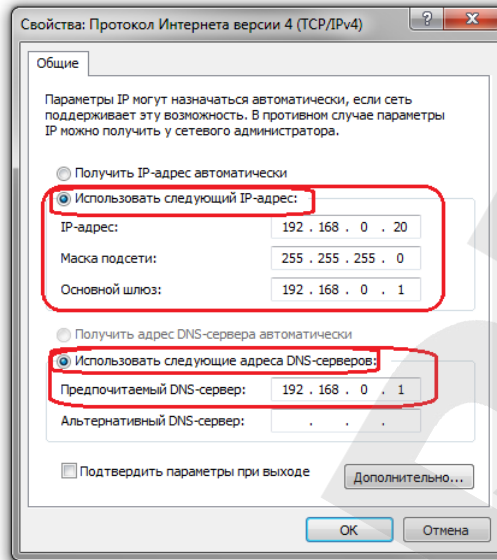 Свойства: Протокол Интернета версии 4 (TCP/IPv4)
?
Общие
Параметры IP могут назначаться автоматически, если сеть
поддерживает эту возможность. В противном случае параметры
IP можно получить у сетевого администратора.
Получить IP-адрес автоматически
Использовать следующий IP-адрес:
IP-адрес: 192 . 168 . 0 . 20
Маска подсети: 255 . 255 . 255 . 0
Основной шлюз: 192 . 168 . 0 . 1
Получить адрес DNS-сервера автоматически
Использовать следующие адреса DNS-серверов:
Предпочитаемый DNS-сервер: 192 . 168 . 0 . 1
Альтернативный DNS-сервер: . . .
Подтвердить параметры при выходе
Дополнительно...
ОК Отмена